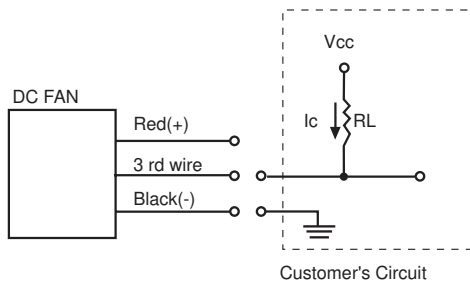 Vcc
DC FAN
Ic RL
Red(+)
3 rd wire
Black(-)
Customer's Circuit